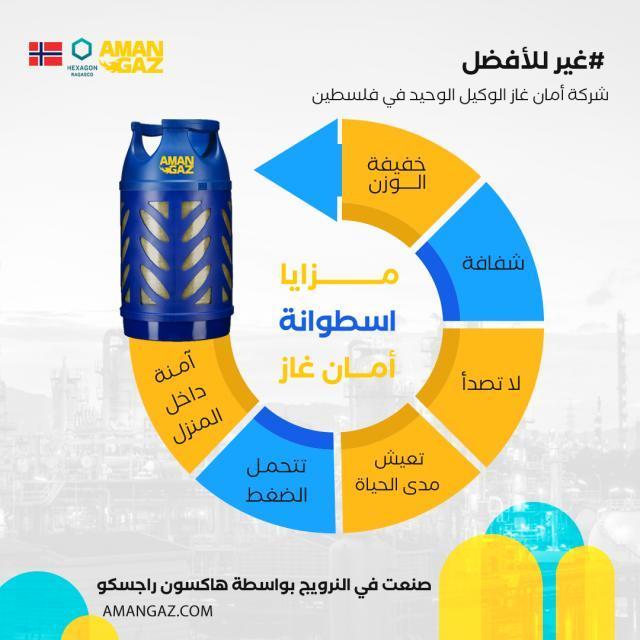 #غير للأفضل
شركة أمان غاز الوكيل الوحيد في فلسطين
HEXAGON
RAGASCO
AMAN
GAZ
AMAN
GAZ
مزايا
اسطوانة
أمان غاز
خفيفة
الوزن
شفافة
لا تصدأ
تعيش
مدى الحياة
تتحمل
الضغط
آمنة
داخل
المنزل
صنعت في النرويج بواسطة هاكسون راجسكو
AMANGAZ.COM